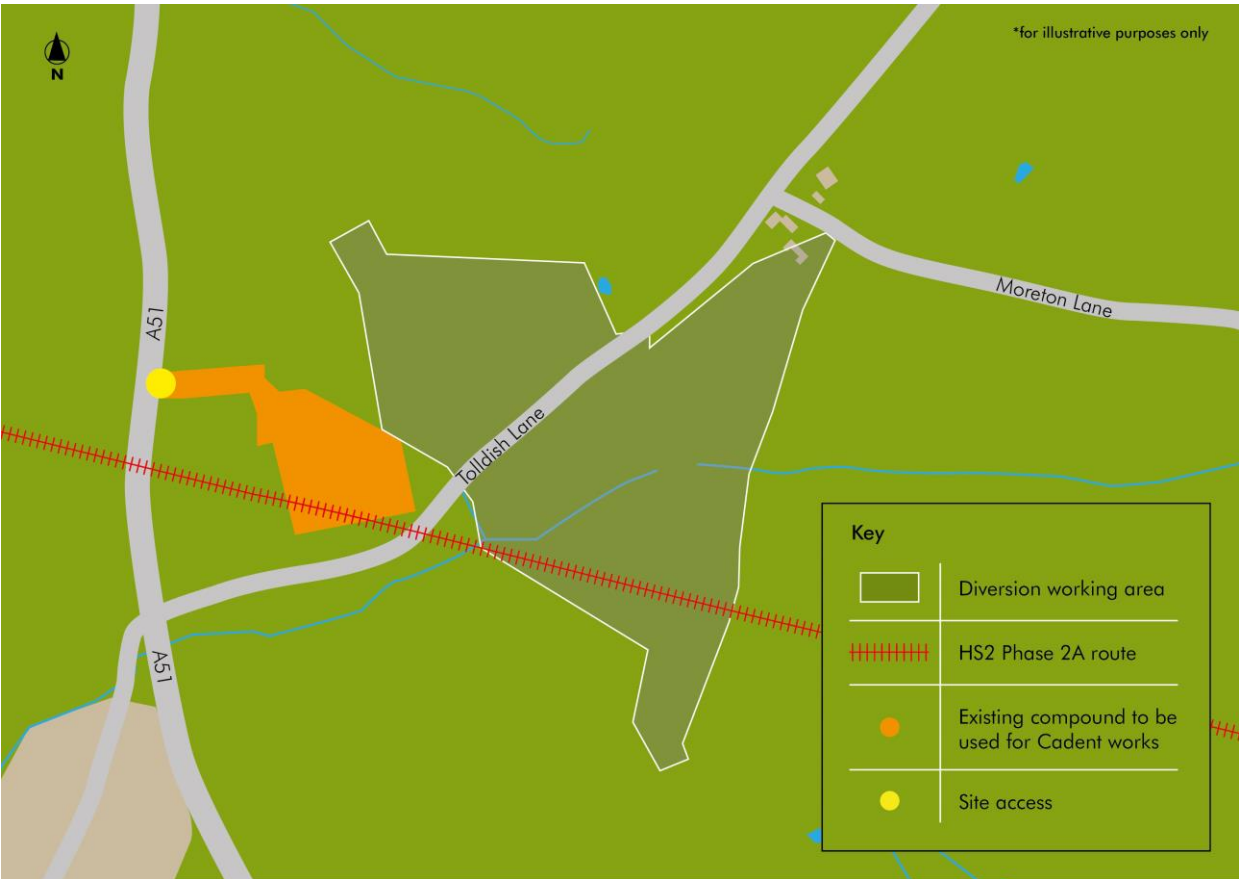 *for illustrative purposes only
N
A51
Moreton Lane
Tolldish Lane
A51
Key
Diversion working area
HS2 Phase 2A route
Existing compound to be
used for Cadent works
Site access